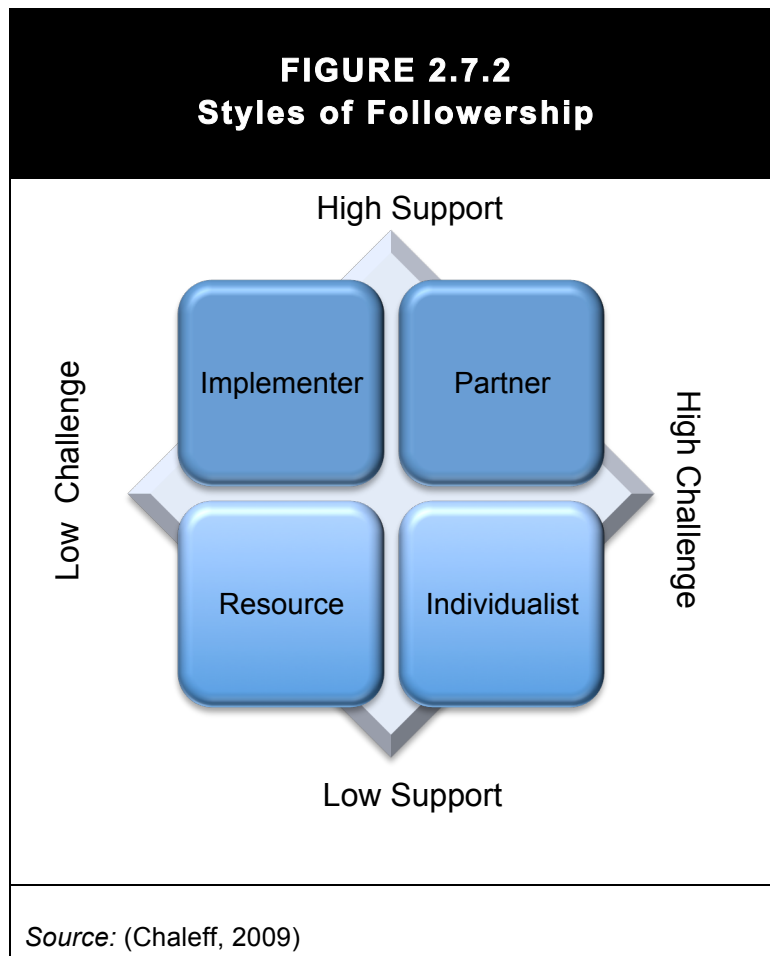 FIGURE 2.7.2
Styles of Followership
High Support
Implementer
Partner
Low Challenge
High Challenge
Resource
Individualist
Low Support
Source: (Chaleff, 2009)